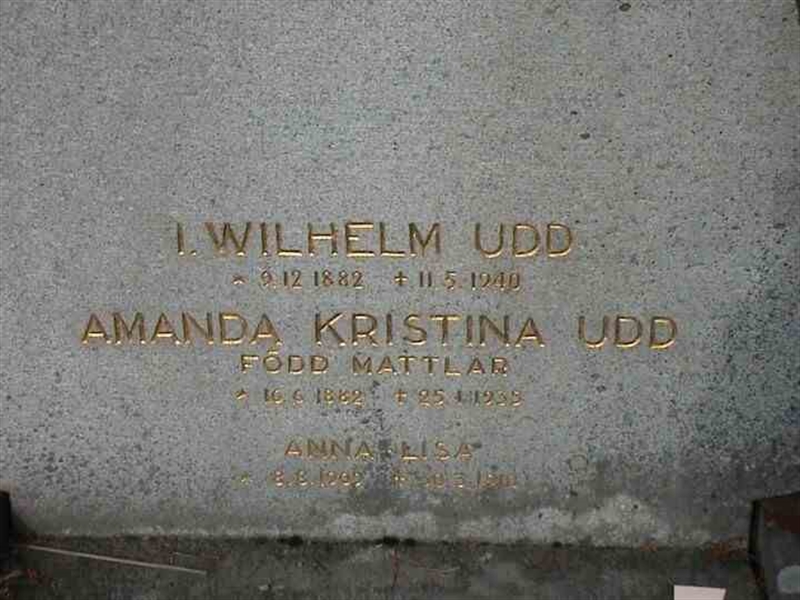 I. WILHELM UDD
* 9.12 1882 + 11.5.1940
AMANDA KRISTINA UDD
FÖDD MATTLAR
* 16 6 1882 +
ANNA-LISA
* +